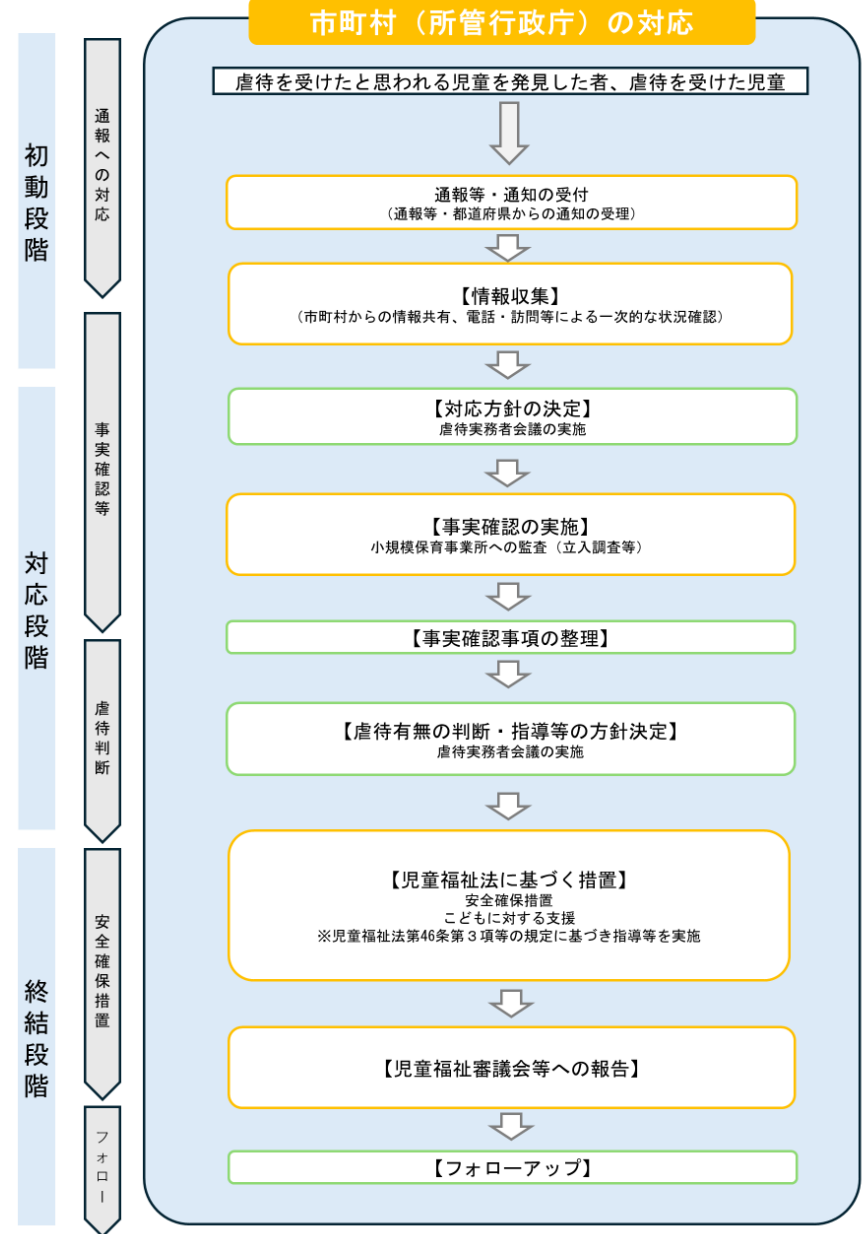 市町村（所管行政庁）の対応
虐待を受けたと思われる児童を発見した者、虐待を受けた児童
初動段階
通報への対応
通報等・通知の受付
（通報等・都道府県からの通知の受理）
【情報収集】
（市町村からの情報共有、電話・訪問等による一次的な状況確認）
対応段階
事実確認等
【対応方針の決定】
虐待実務者会議の実施
【事実確認の実施】
小規模保育事業所への監査（立入調査等）
【事実確認事項の整理】
虐待判断
【虐待有無の判断・指導等の方針決定】
虐待実務者会議の実施
終結段階
安全確保措置
【児童福祉法に基づく措置】
安全確保措置
こどもに対する支援
※児童福祉法第46条第３項等の規定に基づき指導等を実施
【児童福祉審議会等への報告】
フォロー
【フォローアップ】